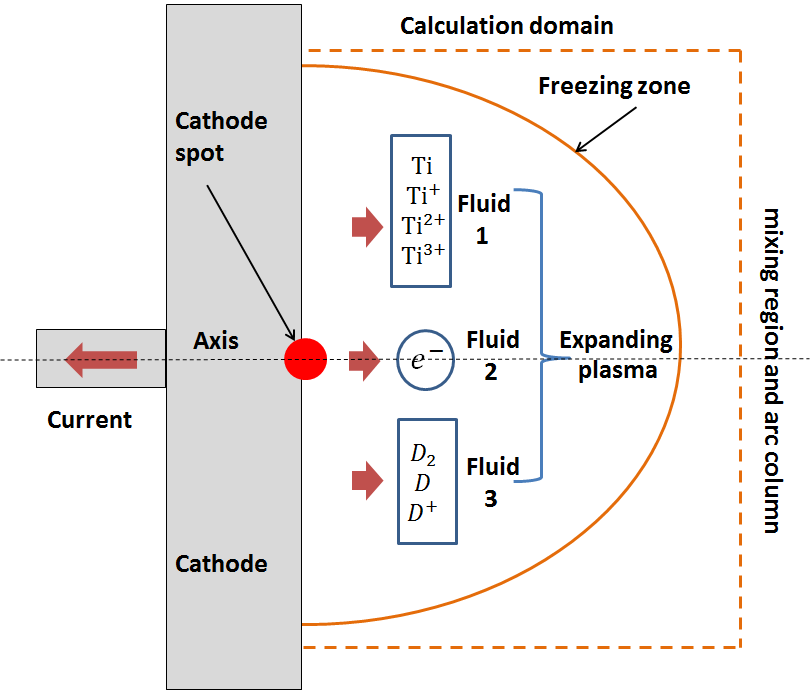 Calculation domain
Freezing zone
Cathode
spot
Ti
Ti⁺
Ti²⁺
Ti³⁺
Fluid
1
mixing region and arc column
Axis
e⁻
Fluid
2
Expanding
plasma
Current
D₂
D
D⁺
Fluid
3
Cathode